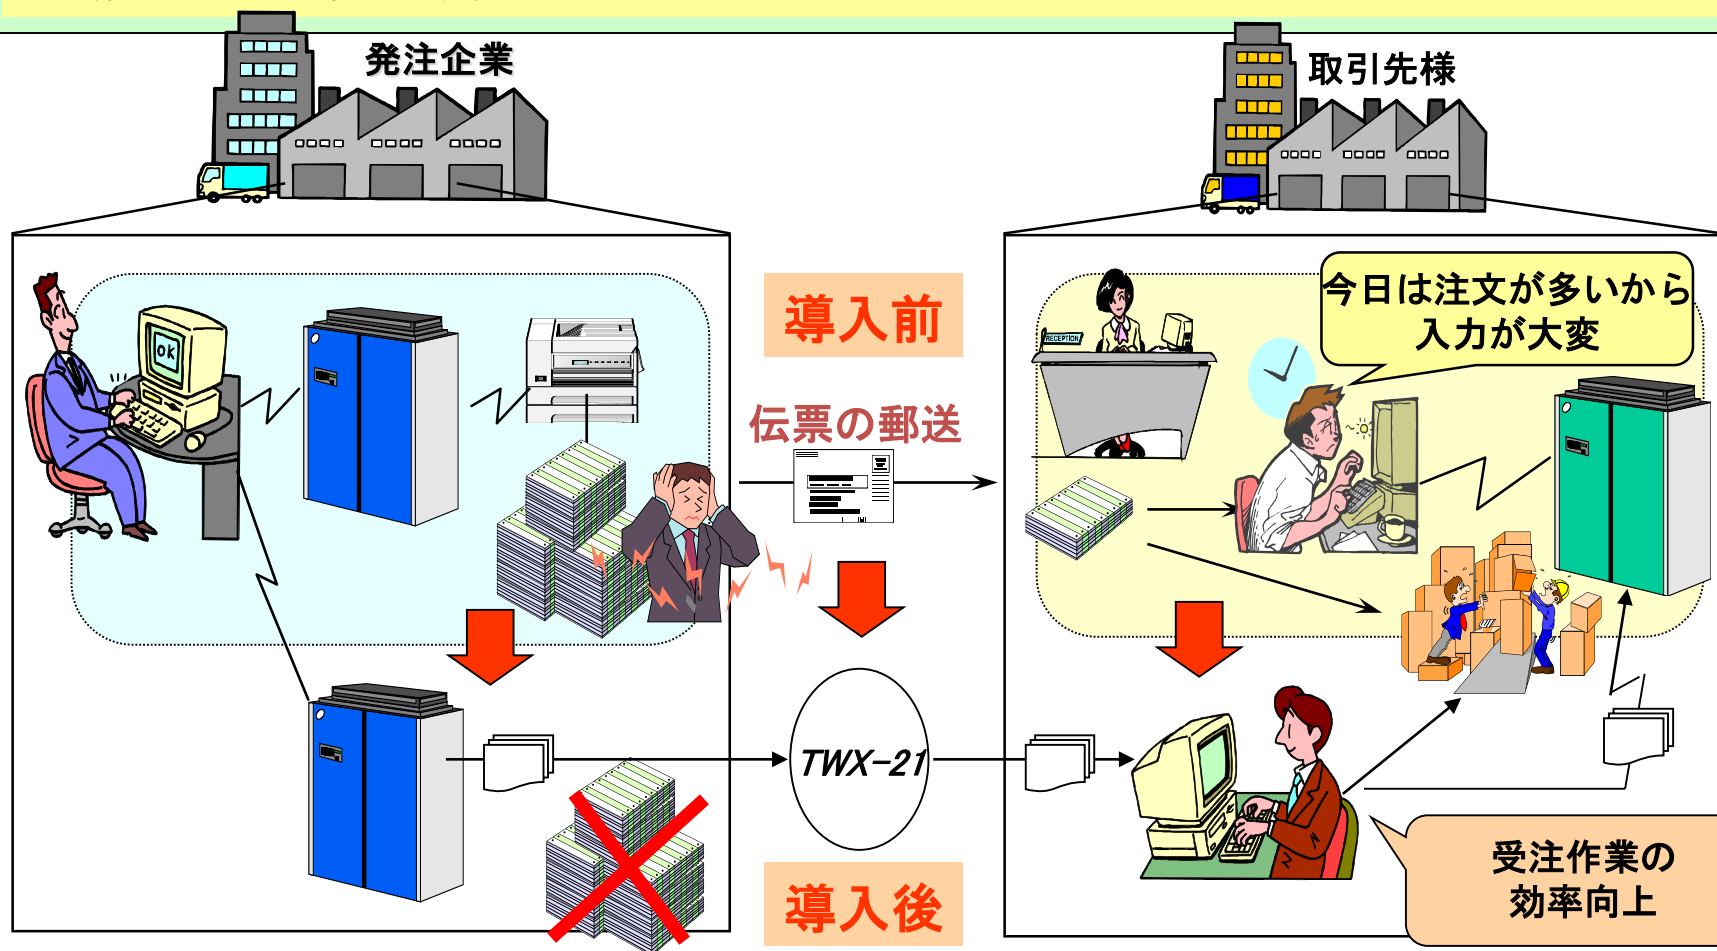 発注企業
取引先様
導入前
今日は注文が多いから
入力が大変
RECEPTION
OK
伝票の郵送
TWX-21
導入後
受注作業の
効率向上